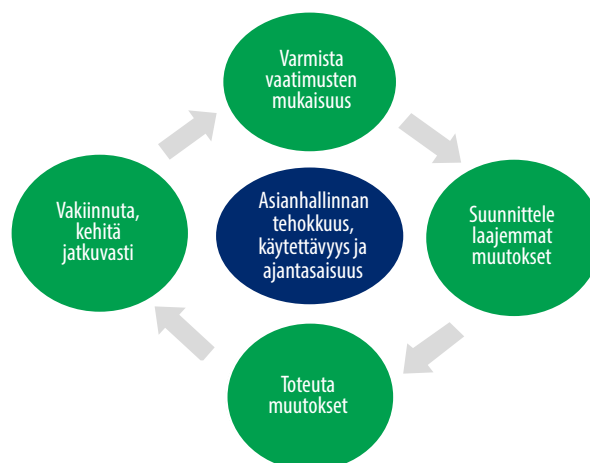 Varmista
vaatimusten
mukaisuus
Vakiinnuta,
kehitä
jatkuvasti
Asianhallinnan
tehokkuus,
käytettävyys ja
ajantasaisuus
Suunnittele
laajemmat
muutokset
Toteuta
muutokset